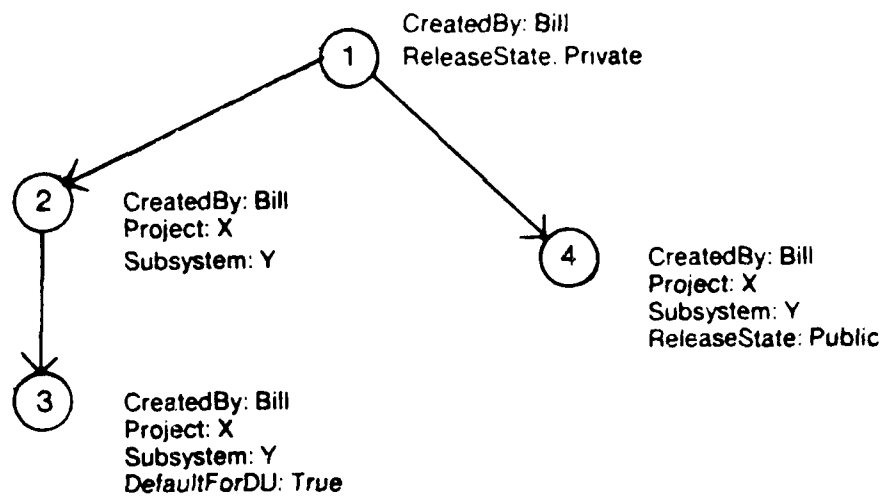 1
CreatedBy: Bill
ReleaseState. Private
2
CreatedBy: Bill
Project: X
Subsystem: Y
4
CreatedBy: Bill
Project: X
Subsystem: Y
ReleaseState: Public
3
CreatedBy: Bill
Project: X
Subsystem: Y
DefaultForDU: True